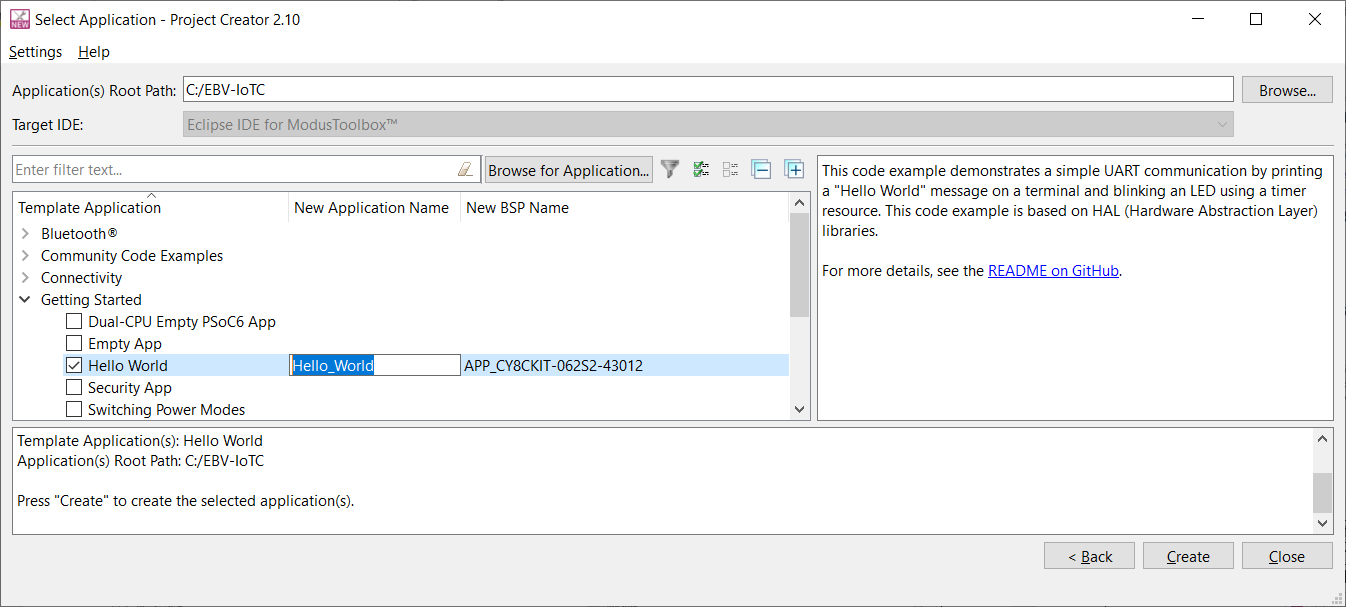 NEW Select Application - Project Creator 2.10
Settings Help
Application(s) Root Path: C:/EBV-IoTC Browse...
Target IDE: Eclipse IDE for ModusToolbox™
Enter filter text... Browse for Application...
Template Application New Application Name New BSP Name
Bluetooth®
Community Code Examples
Connectivity
Getting Started
Dual-CPU Empty PSoC6 App
Empty App
Hello World Hello_World APP_CY8CKIT-062S2-43012
Security App
Switching Power Modes
This code example demonstrates a simple UART communication by printing
a "Hello World" message on a terminal and blinking an LED using a timer
resource. This code example is based on HAL (Hardware Abstraction Layer)
libraries.
For more details, see the README on GitHub.
Template Application(s): Hello World
Application(s) Root Path: C:/EBV-IoTC
Press "Create" to create the selected application(s).
< Back Create Close